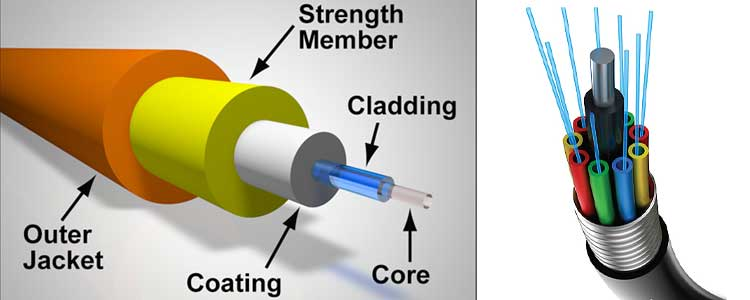 Strength
Member
Cladding
Outer
Jacket
Coating
Core